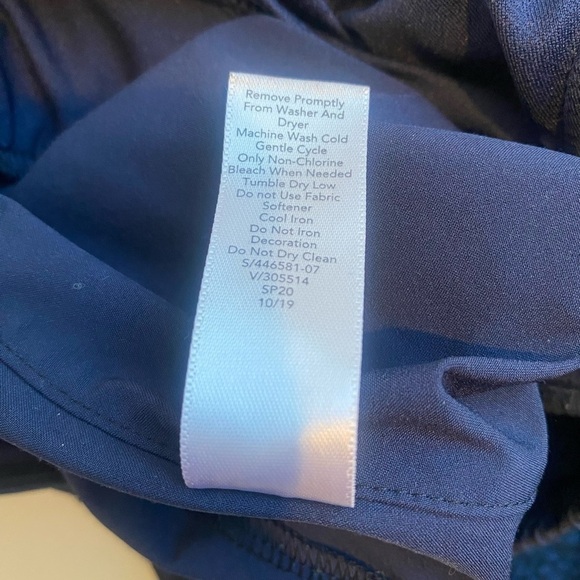 Remove Promptly
From Washer And
Dryer
Machine Wash Cold
Gentle Cycle
Only Non-Chlorine
Bleach When Needed
Tumble Dry Low
Do not Use Fabric
Softener
Cool Iron
Do Not Iron
Decoration
Do Not Dry Clean
S/446581-07
V/305514
SP20
10/19